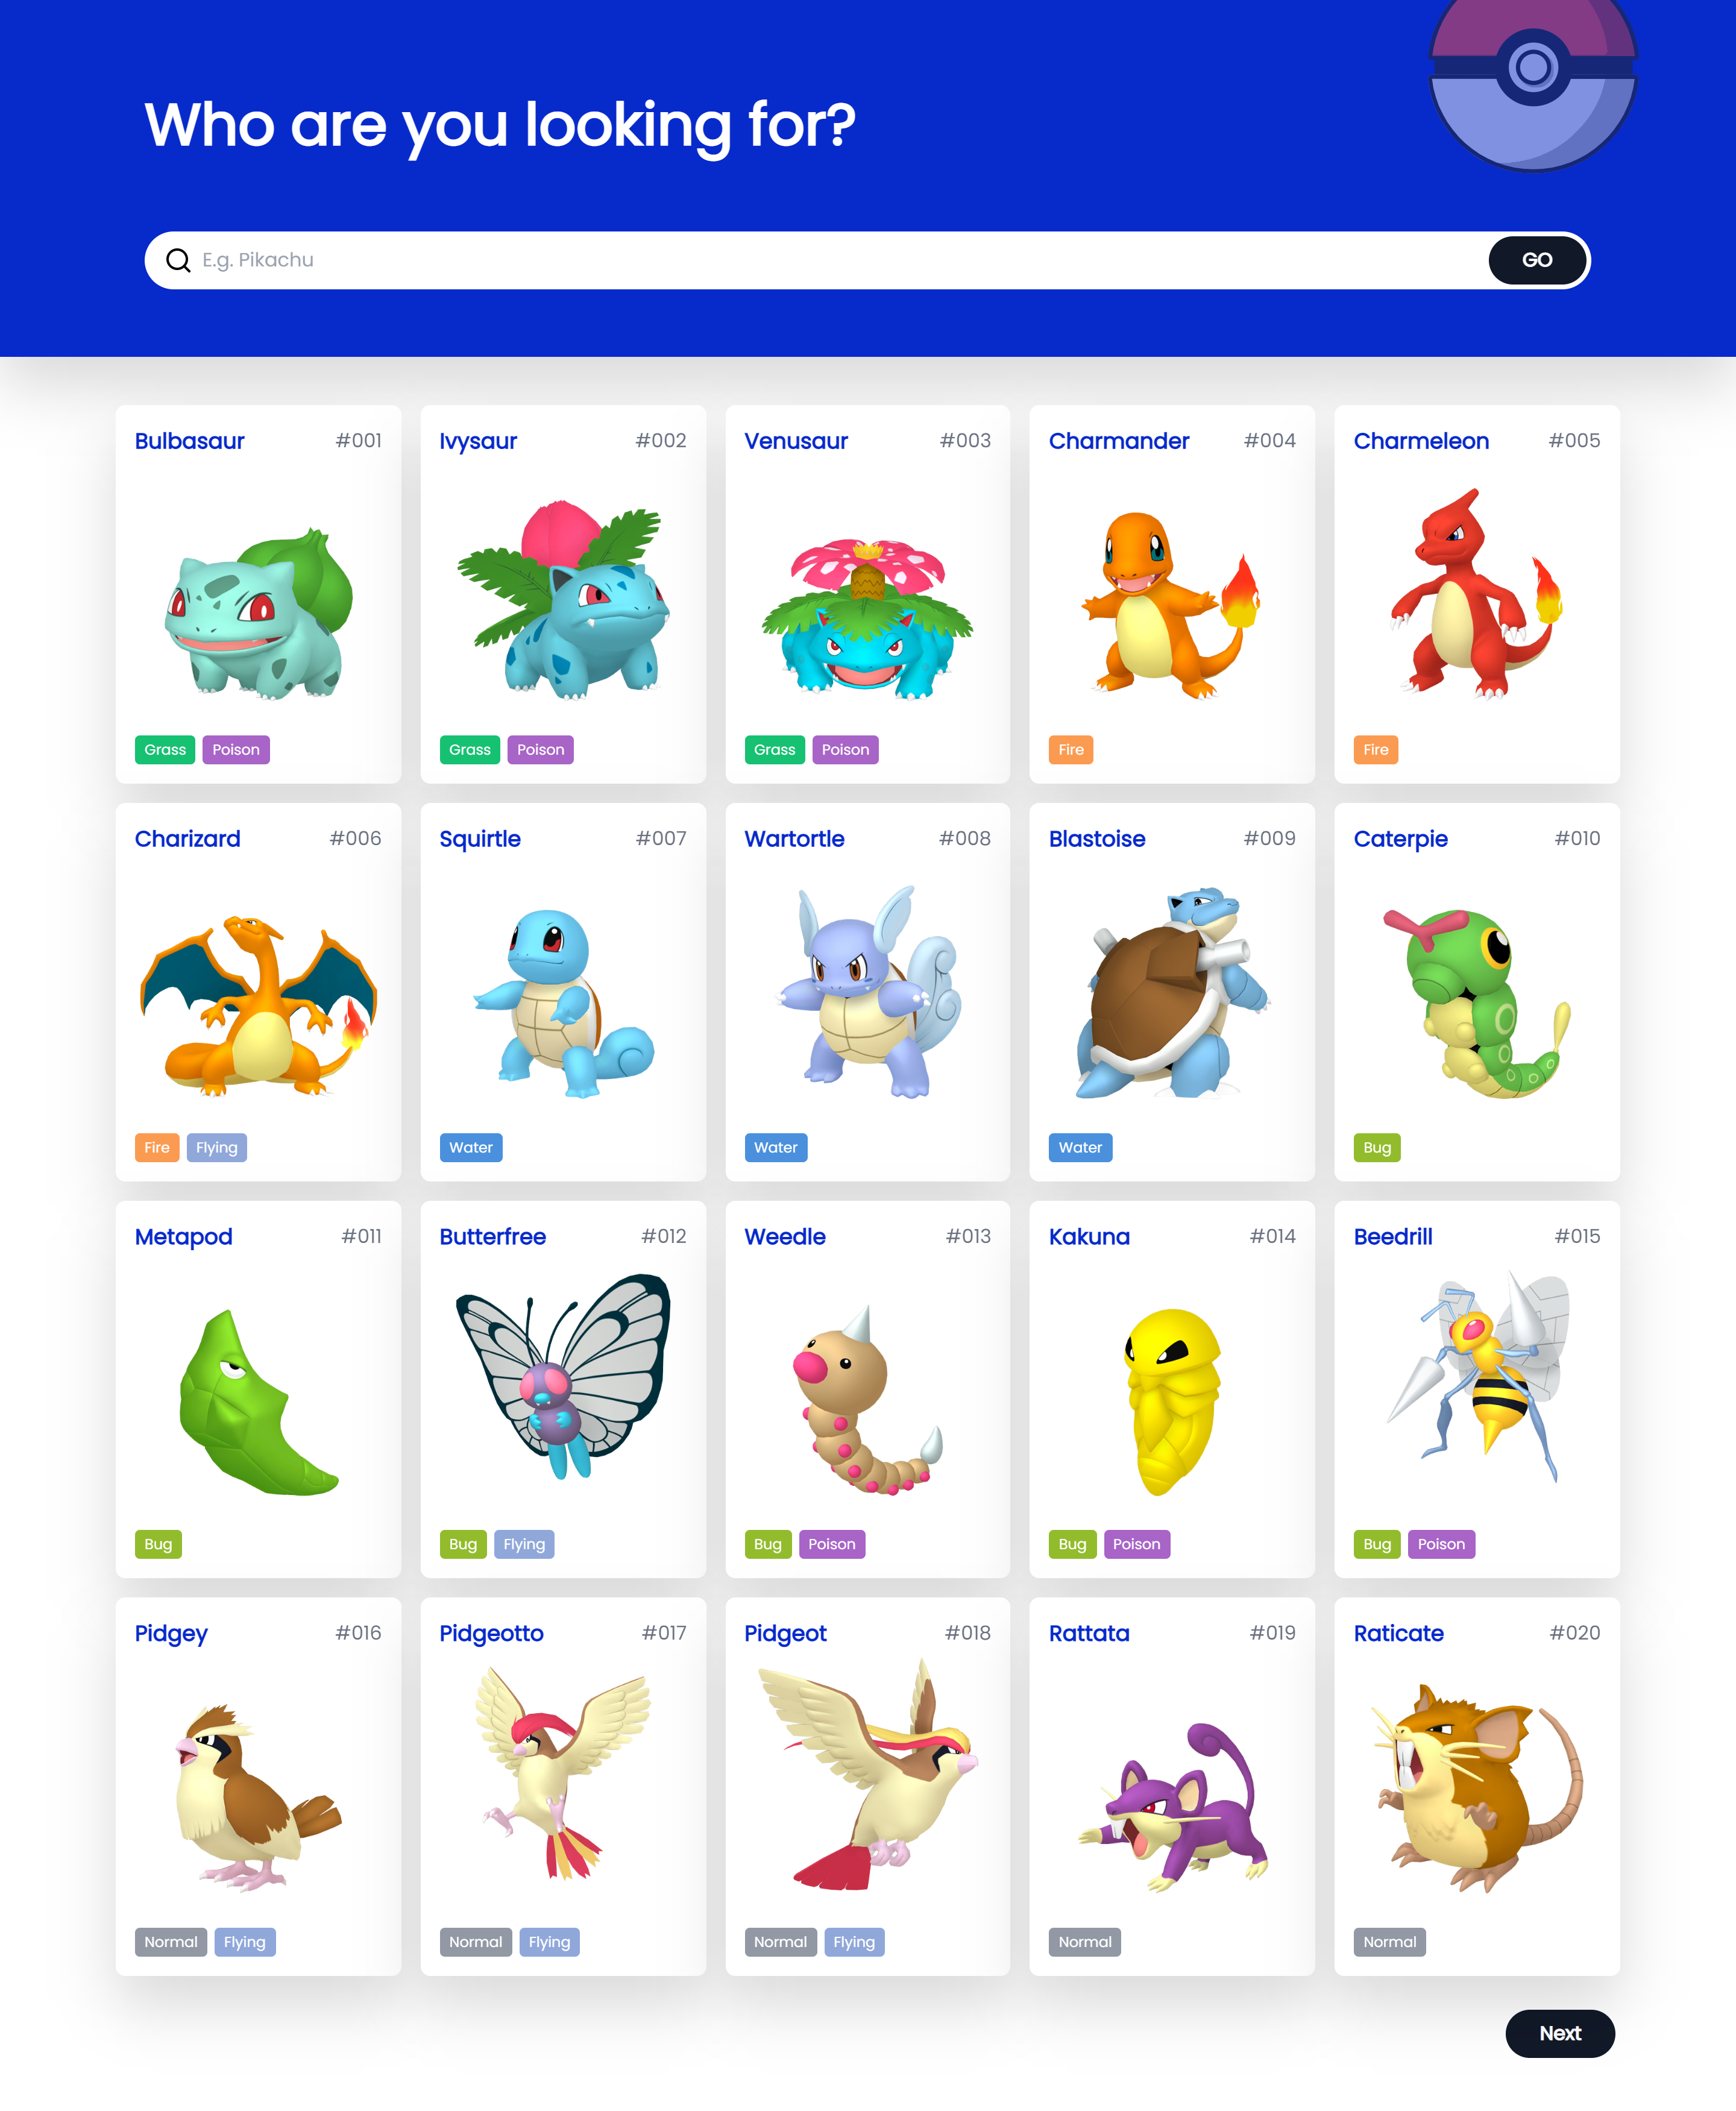 Who are you looking for?
E.g. Pikachu
GO
Bulbasaur #001
Grass Poison
Ivysaur #002
Grass Poison
Venusaur #003
Grass Poison
Charmander #004
Fire
Charmeleon #005
Fire
Charizard #006
Fire Flying
Squirtle #007
Water
Wartortle #008
Water
Blastoise #009
Water
Caterpie #010
Bug
Metapod #011
Bug
Butterfree #012
Bug Flying
Weedle #013
Bug Poison
Kakuna #014
Bug Poison
Beedrill #015
Bug Poison
Pidgey #016
Normal Flying
Pidgeotto #017
Normal Flying
Pidgeot #018
Normal Flying
Rattata #019
Normal
Raticate #020
Normal
Next